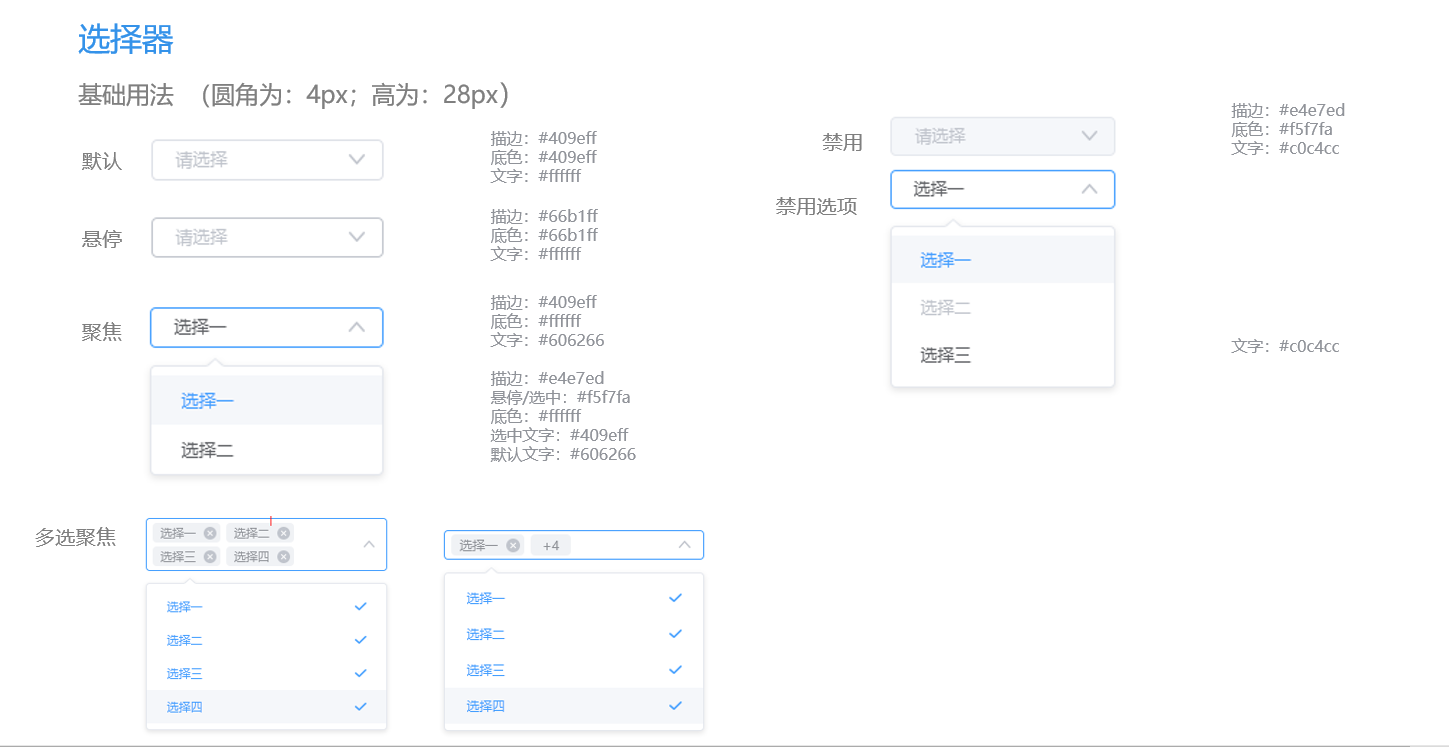 选择器
基础用法 （圆角为：4px；高为：28px）
默认
请选择
描边：#409eff
底色：#409eff
文字：#ffffff
悬停
请选择
描边：#66b1ff
底色：#66b1ff
文字：#ffffff
聚焦
选择一
选择一
选择二
描边：#409eff
底色：#ffffff
文字：#606266
描边：#e4e7ed
悬停/选中：#f5f7fa
底色：#ffffff
选中文字：#409eff
默认文字：#606266
禁用
请选择
描边：#e4e7ed
底色：#f5f7fa
文字：#c0c4cc
禁用选项
选择一
选择一
选择二
选择三
文字：#c0c4cc
多选聚焦
选择一 选择二
选择三 选择四
选择一
选择二
选择三
选择四
选择一 +4
选择一
选择二
选择三
选择四